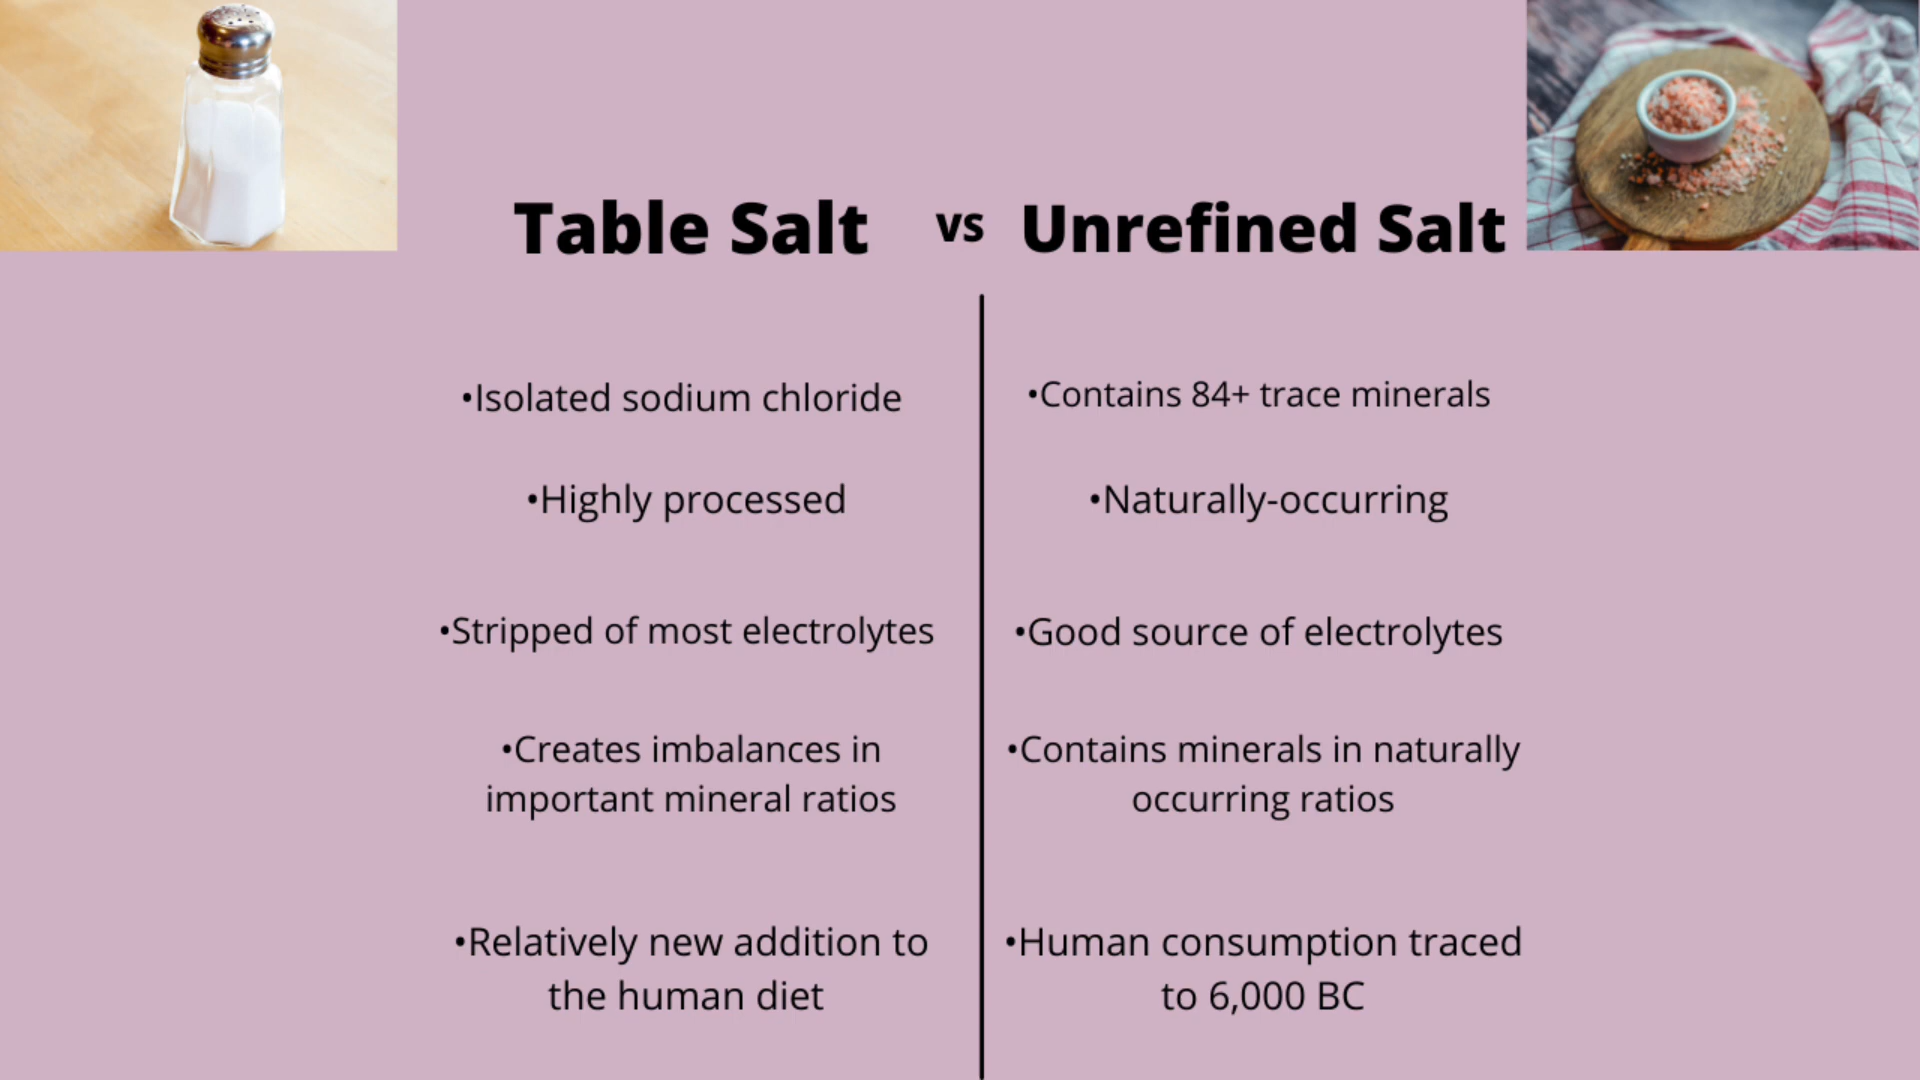 Table Salt vs Unrefined Salt
•Isolated sodium chloride
•Highly processed
•Stripped of most electrolytes
•Creates imbalances in
important mineral ratios
•Relatively new addition to
the human diet
•Contains 84+ trace minerals
•Naturally-occurring
•Good source of electrolytes
•Contains minerals in naturally
occurring ratios
•Human consumption traced
to 6,000 BC